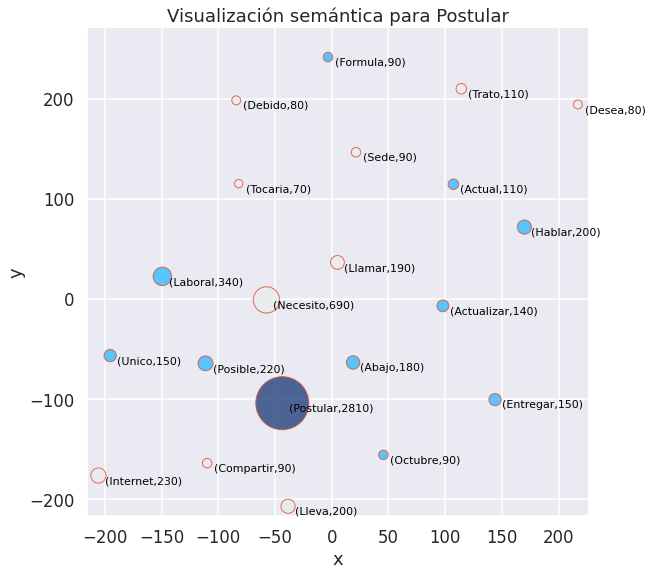 Visualización semántica para Postular
(Formula,90)
(Trato,110)
(Debido,80)
(Desea,80)
(Sede,90)
(Tocaria,70)
(Actual,110)
(Hablar,200)
(Llamar,190)
(Laboral,340)
(Necesito,690)
(Actualizar,140)
(Unico,150)
(Posible,220)
(Abajo,180)
(Postular,2810)
(Entregar,150)
(Octubre,90)
(Compartir,90)
(Internet,230)
(Lleva,200)
200
100
0
−100
−200
y
−200 −150 −100 −50 0 50 100 150 200
x